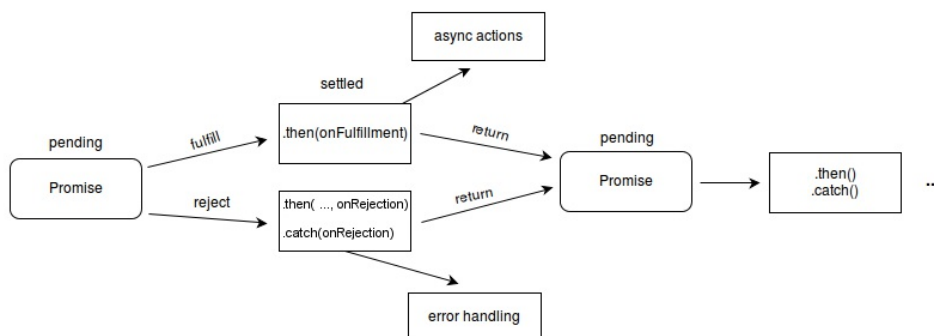 async actions
settled
.then(onFulfillment)
fulfill
return
pending
Promise
pending
Promise
.then()
.catch()
...
reject
.then( ..., onRejection)
.catch(onRejection)
return
error handling